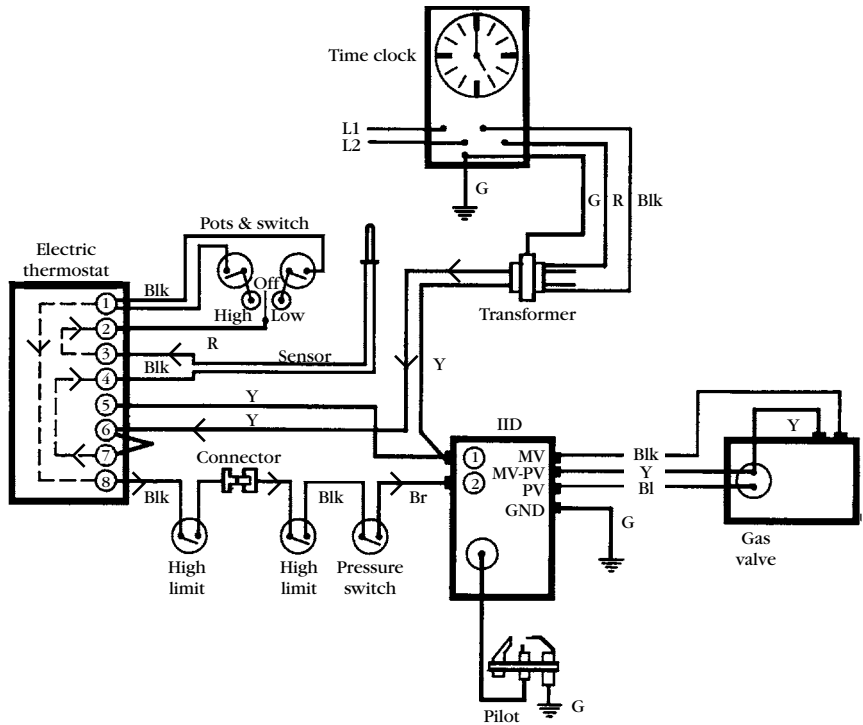 Time clock
L1
L2
G
G R Blk
Pots & switch
Electric
thermostat
Blk
Off
High Low
Transformer
1
2
3
4
5
6
7
8
R
Blk
Sensor
Y
Y
Y
IID
Connector
1
2
MV
MV-PV
PV
GND
Blk
Y
Bl
Y
G
Blk
Blk
Br
High
limit
High
limit
Pressure
switch
Gas
valve
Pilot
G